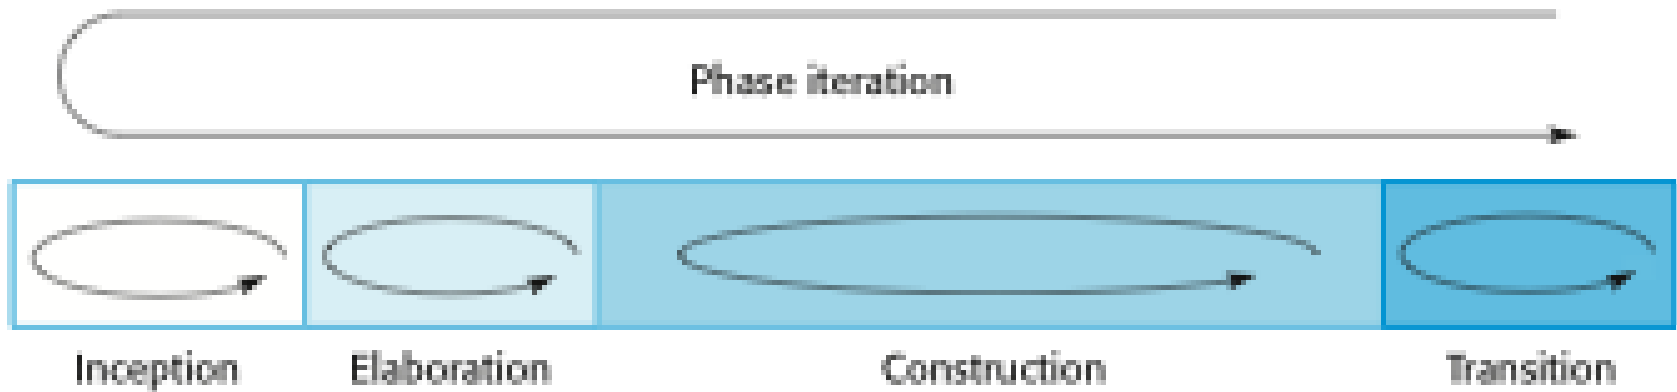 Phase iteration
Inception
Elaboration
Construction
Transition